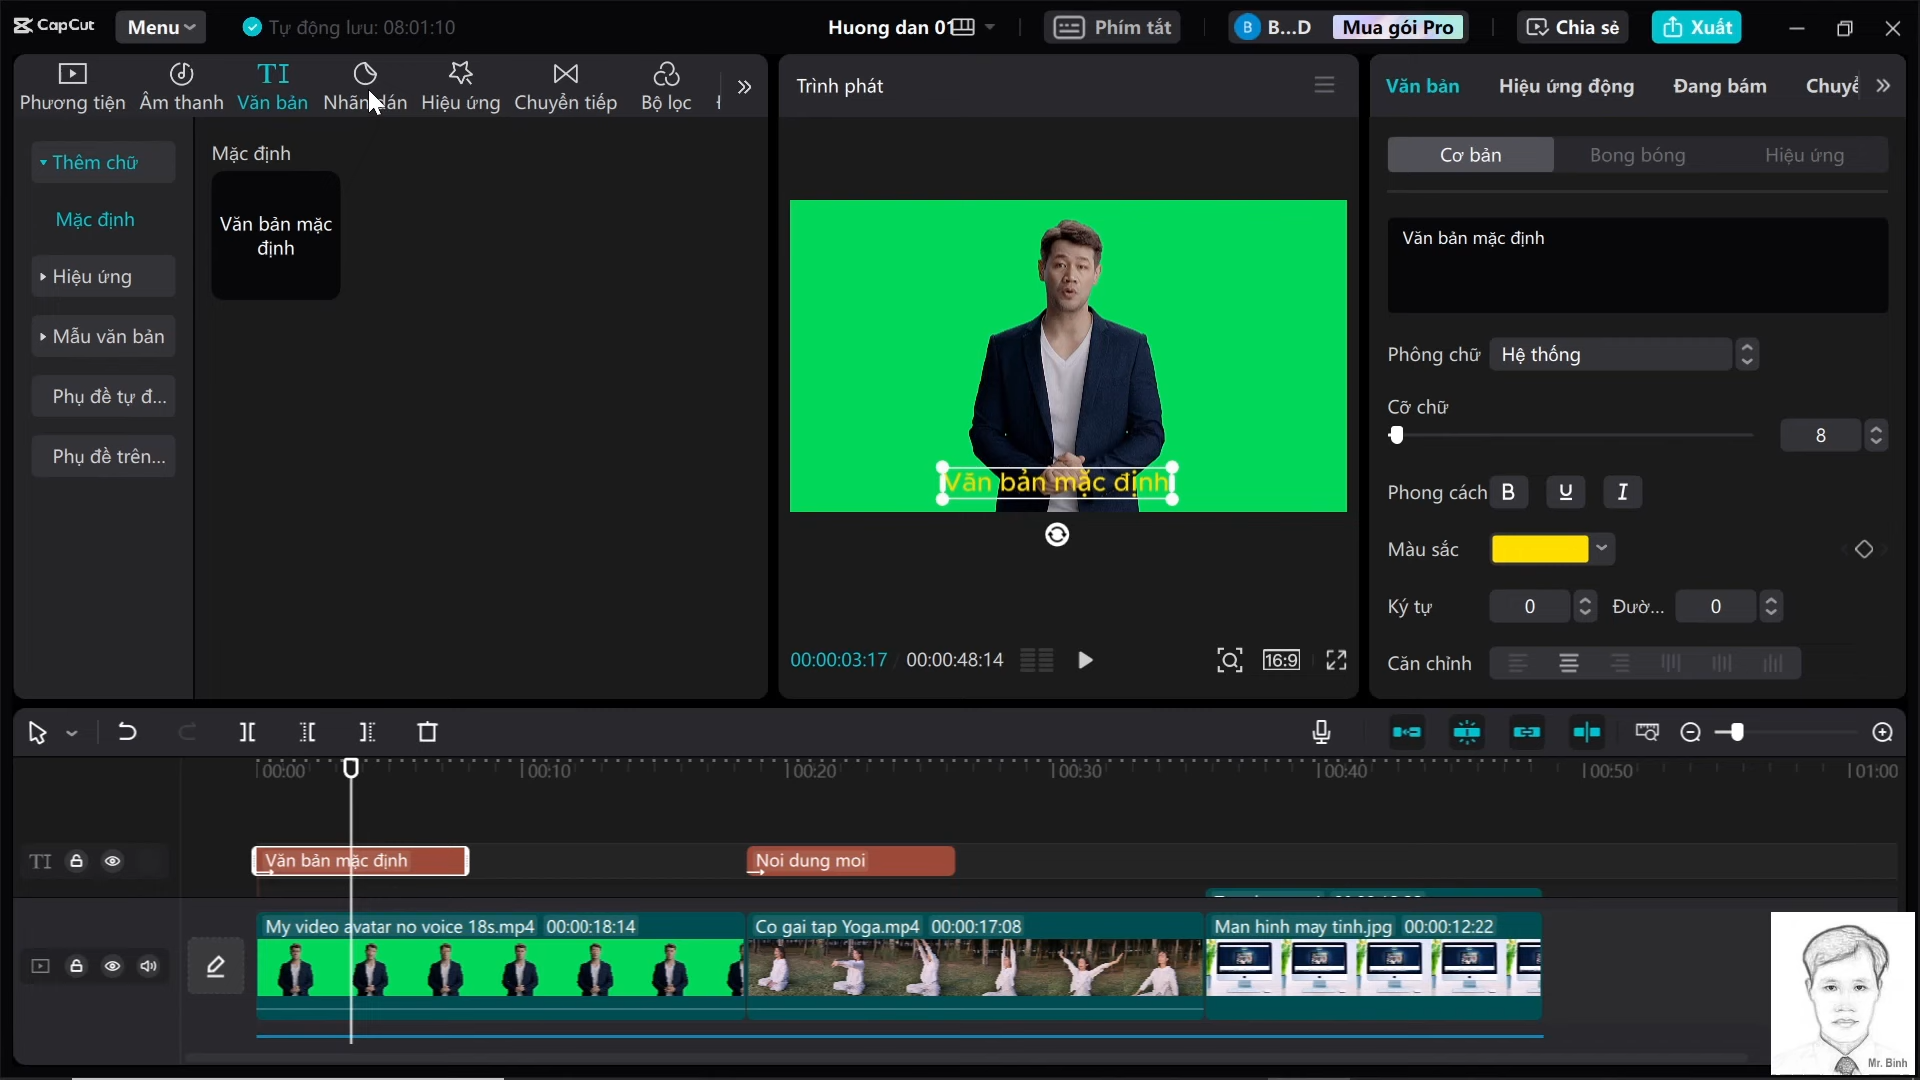 CapCut
Menu
Tự động lưu: 08:01:10
Huong dan 01
Phím tắt
B
B...D
Mua gói Pro
Chia sẻ
Xuất
Phương tiện
Âm thanh
TI
Văn bản
Nhãn dán
Hiệu ứng
Chuyển tiếp
Bộ lọc
Thêm chữ
Mặc định
Hiệu ứng
Mẫu văn bản
Phụ đề tự đ...
Phụ đề trên...
Mặc định
Văn bản mặc
định
Trình phát
Văn bản mặc định
00:00:03:17
00:00:48:14
16:9
Văn bản
Hiệu ứng động
Đang bám
Cơ bản
Bong bóng
Hiệu ứng
Văn bản mặc định
Phông chữ
Hệ thống
Cỡ chữ
8
Phong cách
B
U
I
Màu sắc
Ký tự
0
Đườ...
0
Căn chỉnh
00:00
00:10
00:20
00:30
00:40
00:50
01:00
TI
Văn bản mặc định
Noi dung moi
My video avatar no voice 18s.mp4 00:00:18:14
Co gai tap Yoga.mp4 00:00:17:08
Man hinh may tinh.jpg 00:00:12:22
Mr. Binh